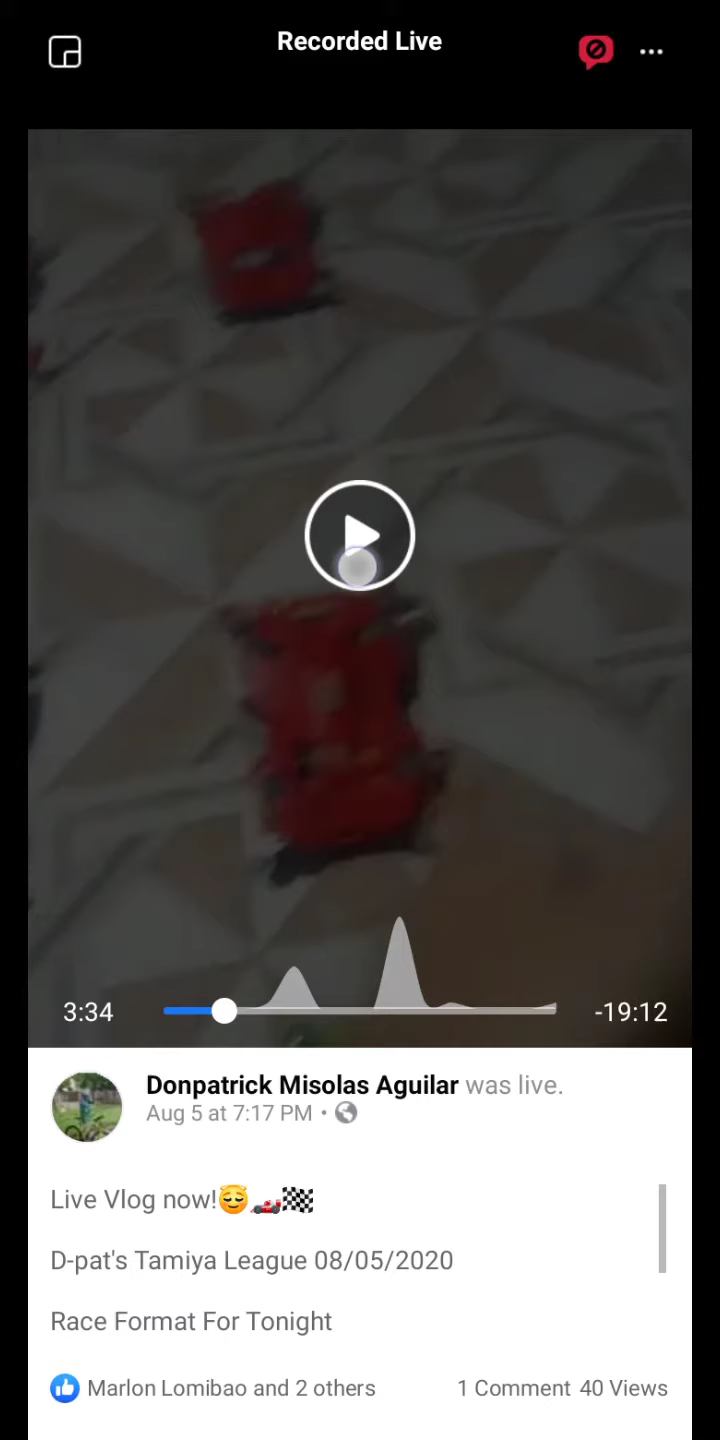 Recorded Live
3:34
-19:12
Donpatrick Misolas Aguilar was live.
Aug 5 at 7:17 PM •
Live Vlog now!😇🏎️🏁
D-pat's Tamiya League 08/05/2020
Race Format For Tonight
Marlon Lomibao and 2 others
1 Comment 40 Views